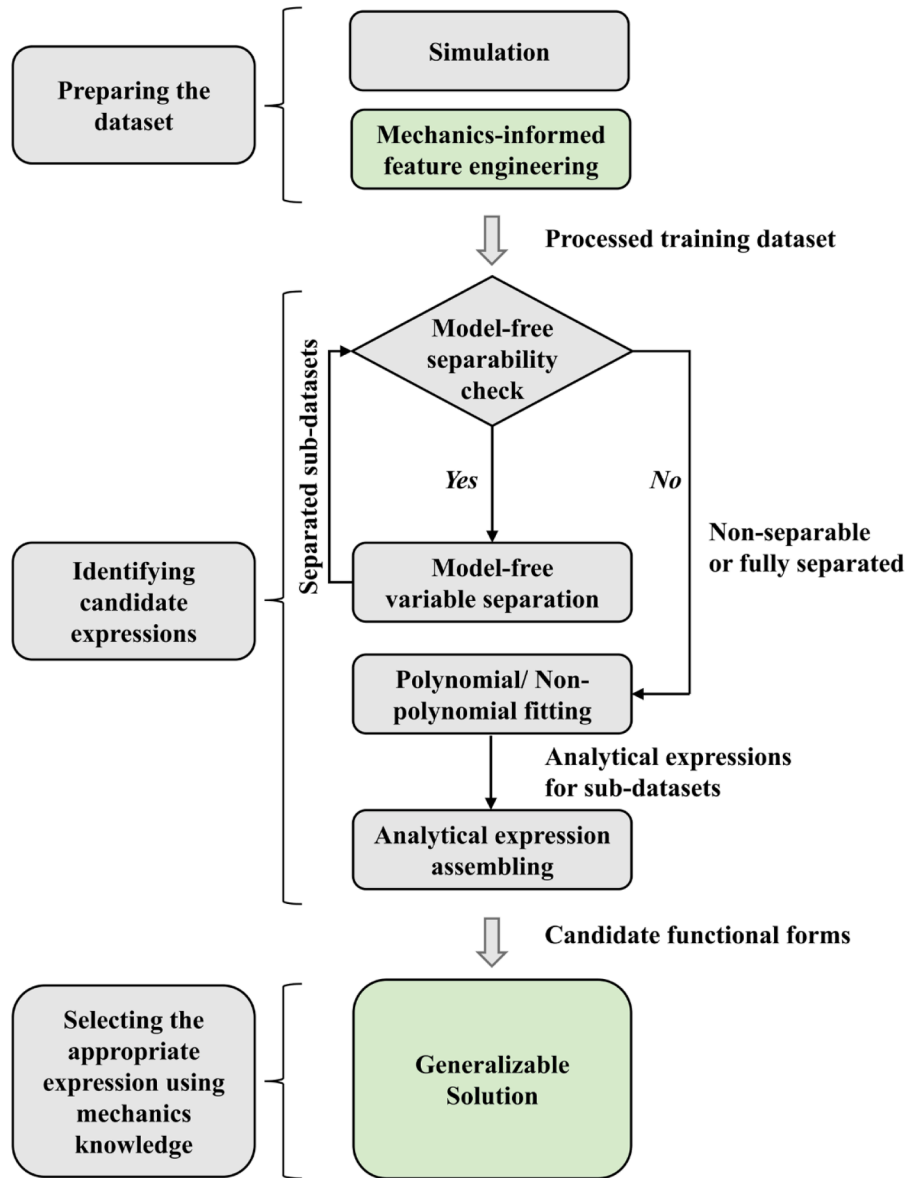 Preparing the
dataset
Simulation
Mechanics-informed
feature engineering
Processed training dataset
Identifying
candidate
expressions
Model-free
separability
check
Separated sub-datasets
Yes
No
Non-separable
or fully separated
Model-free
variable separation
Polynomial/ Non-
polynomial fitting
Analytical expressions
for sub-datasets
Analytical expression
assembling
Candidate functional forms
Selecting the
appropriate
expression using
mechanics
knowledge
Generalizable
Solution